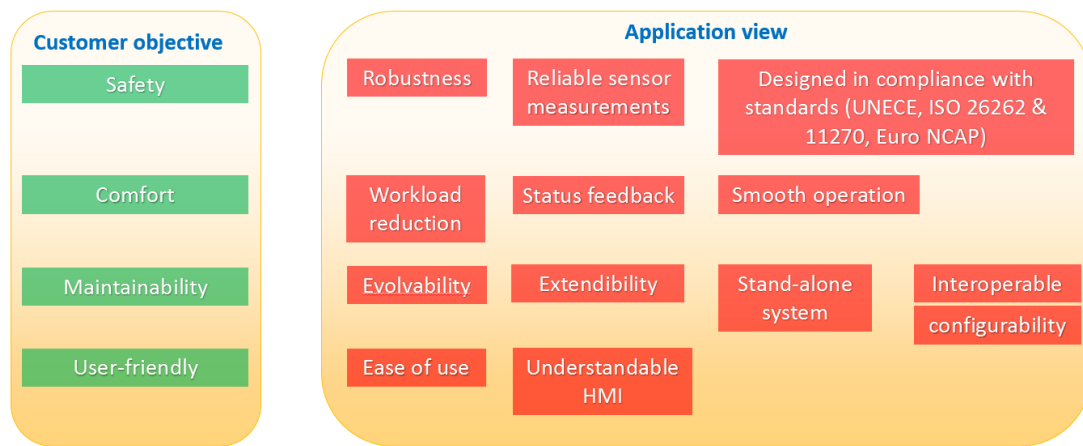 Customer objective
Safety
Comfort
Maintainability
User-friendly
Application view
Robustness
Reliable sensor
measurements
Designed in compliance with
standards (UNECE, ISO 26262 &
11270, Euro NCAP)
Workload
reduction
Status feedback
Smooth operation
Evolvability
Extendibility
Stand-alone
system
Interoperable
configurability
Ease of use
Understandable
HMI